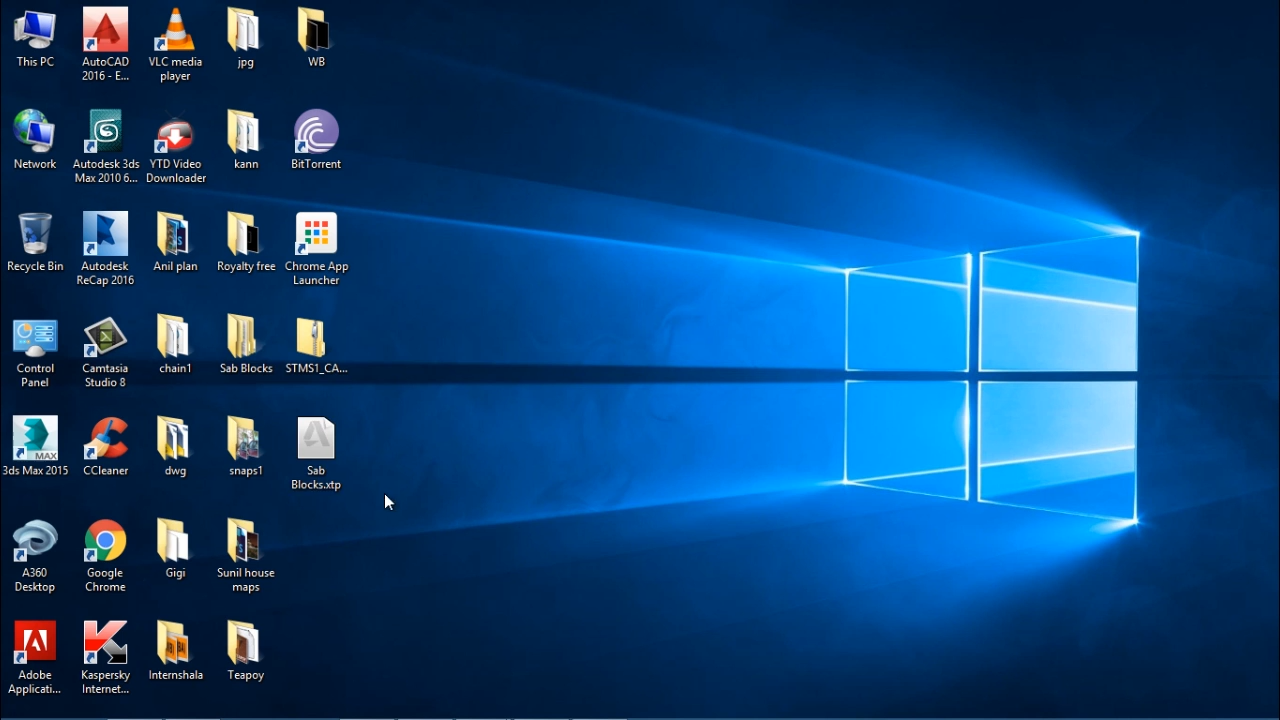 This PC
AutoCAD
2016 - E...
VLC media
player
jpg
WB
Network
Autodesk 3ds
Max 2010 6...
YTD Video
Downloader
kann
BitTorrent
Recycle Bin
Autodesk
ReCap 2016
Anil plan
Royalty free
Chrome App
Launcher
Control
Panel
Camtasia
Studio 8
chain1
Sab Blocks
STMS1_CA...
MAX
3ds Max 2015
CCleaner
dwg
snaps1
Sab
Blocks.xtp
A360
Desktop
Google
Chrome
Gigi
Sunil house
maps
Adobe
Applicati...
Kaspersky
Internet...
Internshala
Teapoy